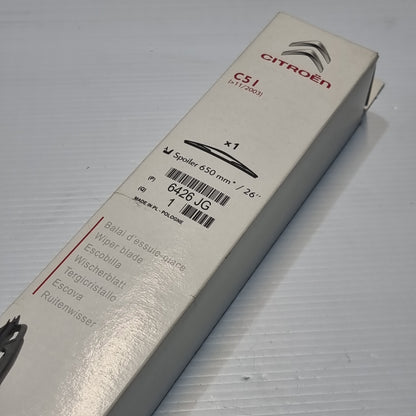 CITROËN
C5 I
(>11/2003)
x1
Spoiler 650 mm* / 26"
(P)
6426 JG
(Q)
1
MADE IN PL - POLOGNE
Balai d'essuie-glace
Wiper blade
Escobilla
Wischerblatt
Tergicristallo
Escova
Ruitenwisser